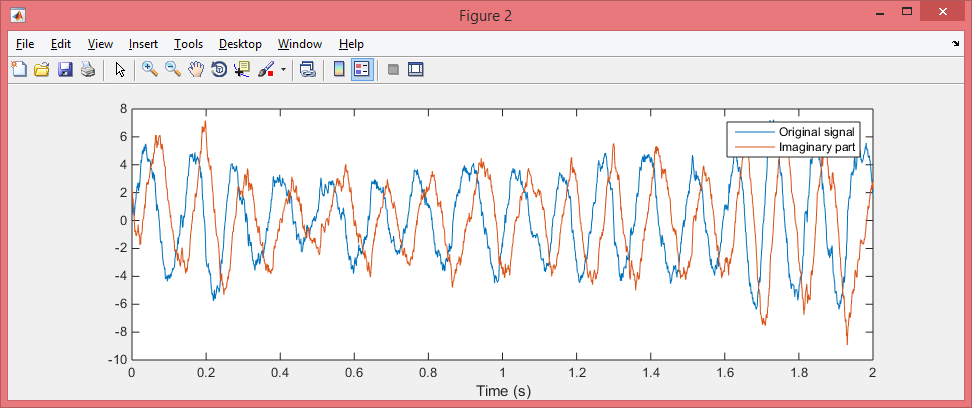 Figure 2
File Edit View Insert Tools Desktop Window Help
8
6
4
2
0
-2
-4
-6
-8
-10
Original signal
Imaginary part
0 0.2 0.4 0.6 0.8 1 1.2 1.4 1.6 1.8 2
Time (s)